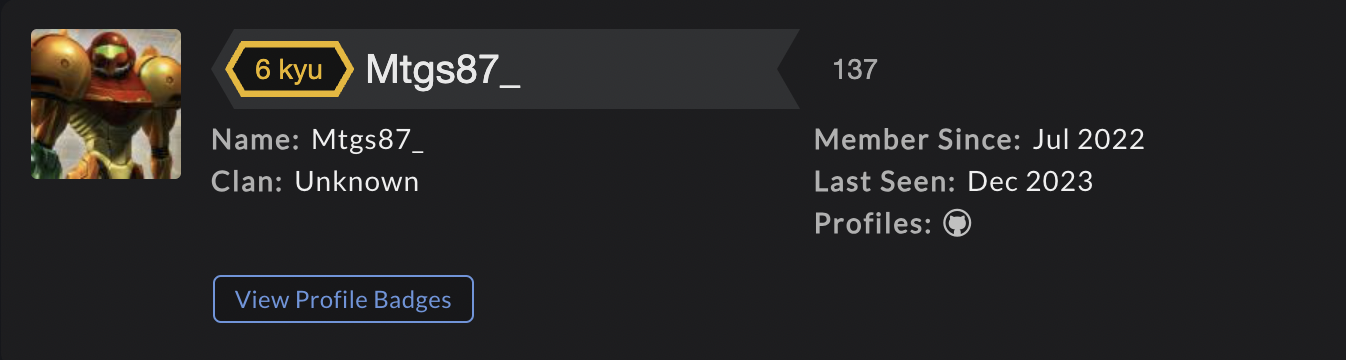 6 kyu Mtgs87_ 137
Name: Mtgs87_
Clan: Unknown
Member Since: Jul 2022
Last Seen: Dec 2023
Profiles:
View Profile Badges